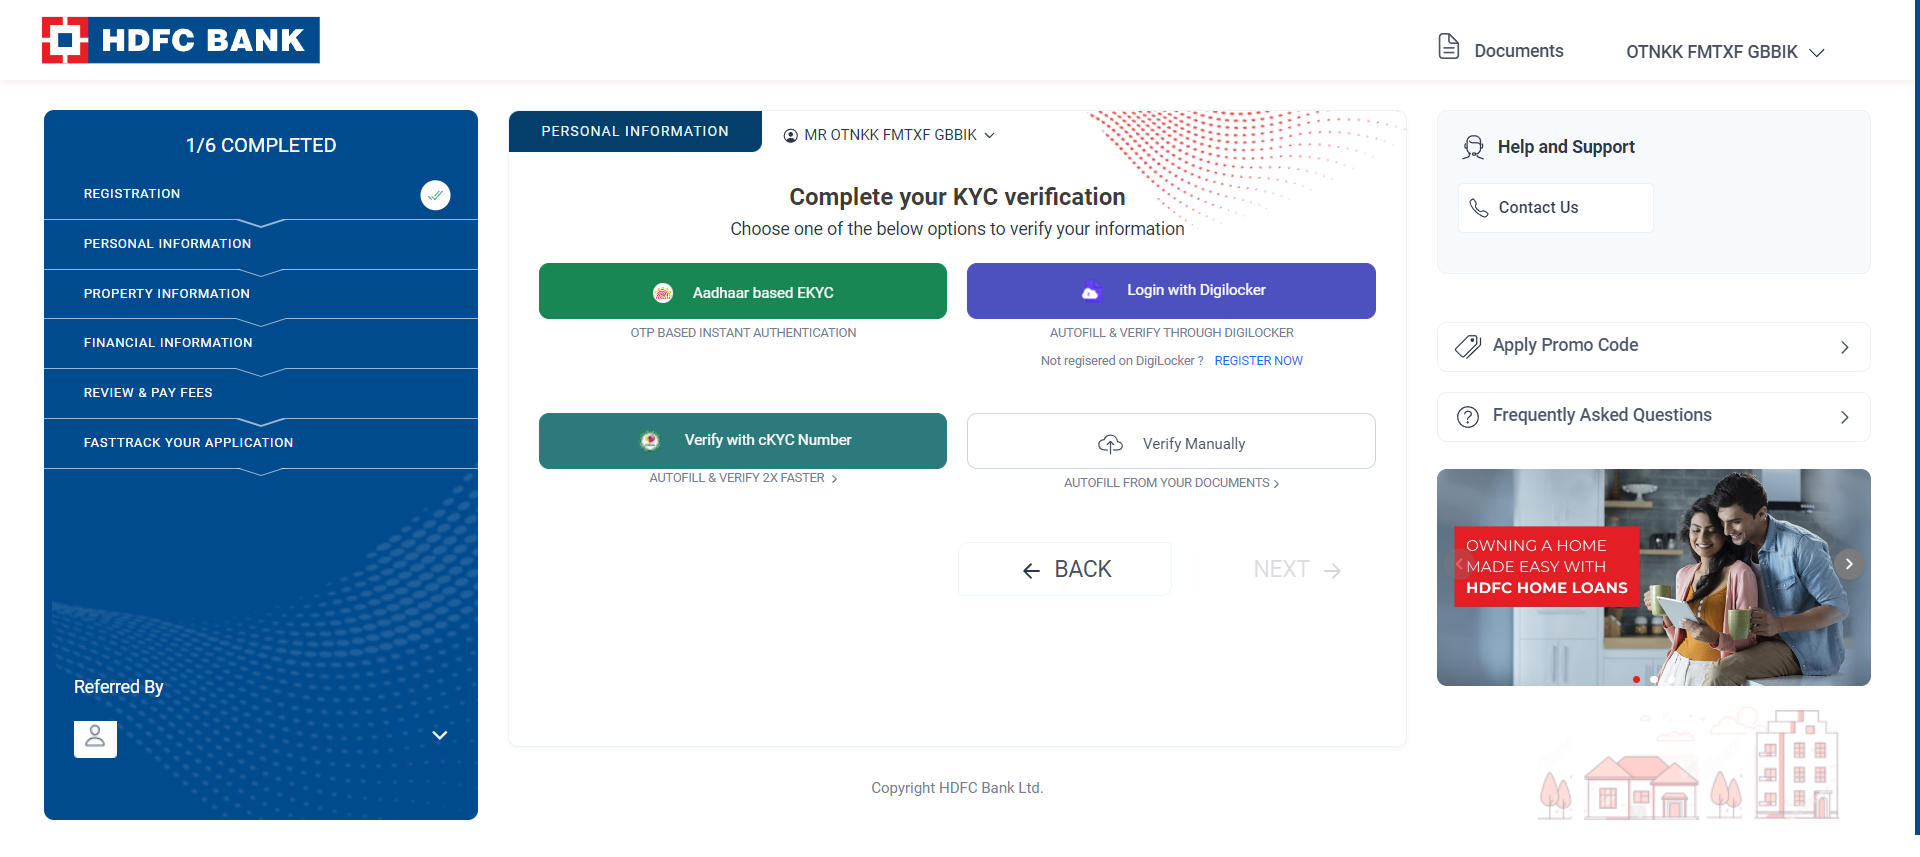 HDFC BANK
Documents
OTNKK FMTXF GBBIK
1/6 COMPLETED
REGISTRATION
PERSONAL INFORMATION
PROPERTY INFORMATION
FINANCIAL INFORMATION
REVIEW & PAY FEES
FASTTRACK YOUR APPLICATION
Referred By
PERSONAL INFORMATION
MR OTNKK FMTXF GBBIK
Complete your KYC verification
Choose one of the below options to verify your information
Aadhaar based EKYC
OTP BASED INSTANT AUTHENTICATION
Login with Digilocker
AUTOFILL & VERIFY THROUGH DIGILOCKER
Not regisered on DigiLocker ? REGISTER NOW
Verify with cKYC Number
AUTOFILL & VERIFY 2X FASTER
Verify Manually
AUTOFILL FROM YOUR DOCUMENTS
BACK
NEXT
Copyright HDFC Bank Ltd.
Help and Support
Contact Us
Apply Promo Code
Frequently Asked Questions
OWNING A HOME
MADE EASY WITH
HDFC HOME LOANS